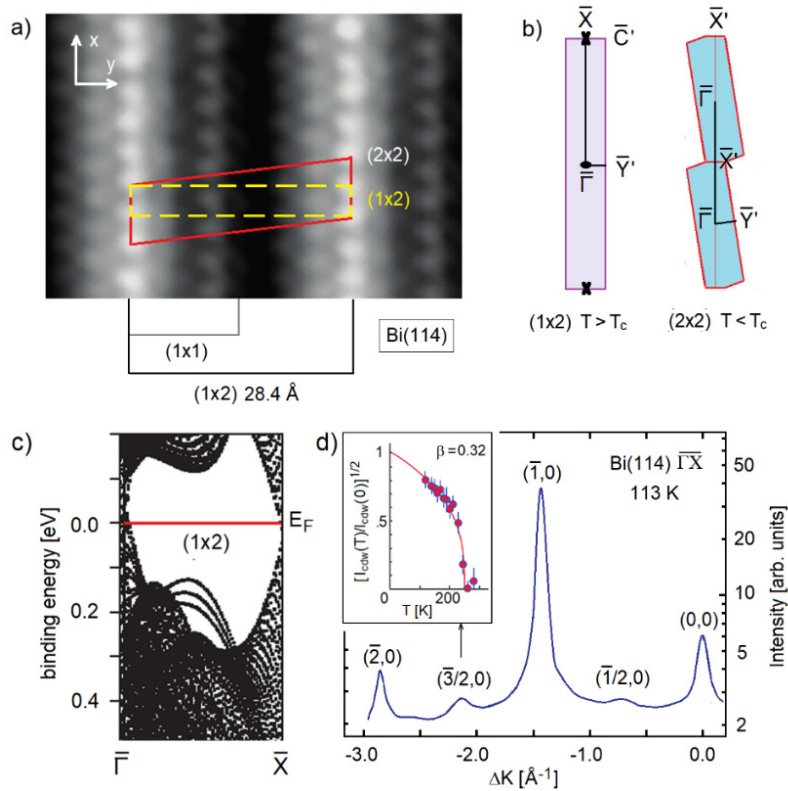 a)
x
y
(2x2)
(1x2)
(1x1)
Bi(114)
(1x2) 28.4 Å
b)
X̅
C̅'
Γ̅
Y̅'
(1x2) T > Tc
X̅'
Γ̅
X̅'
Γ̅
Y̅'
(2x2) T < Tc
c)
binding energy [eV]
0.0
0.2
0.4
EF
(1x2)
Γ̅
X̅
d)
[Icdw(T)/Icdw(0)]1/2
1
.5
0
β = 0.32
0
200
T [K]
Bi(114) Γ̅X̅
113 K
(1̅,0)
(0,0)
(2̅,0)
(3̅/2,0)
(1̅/2,0)
50
30
10
5
2
Intensity [arb. units]
-3.0
-2.0
-1.0
0.0
ΔK [Å-1]